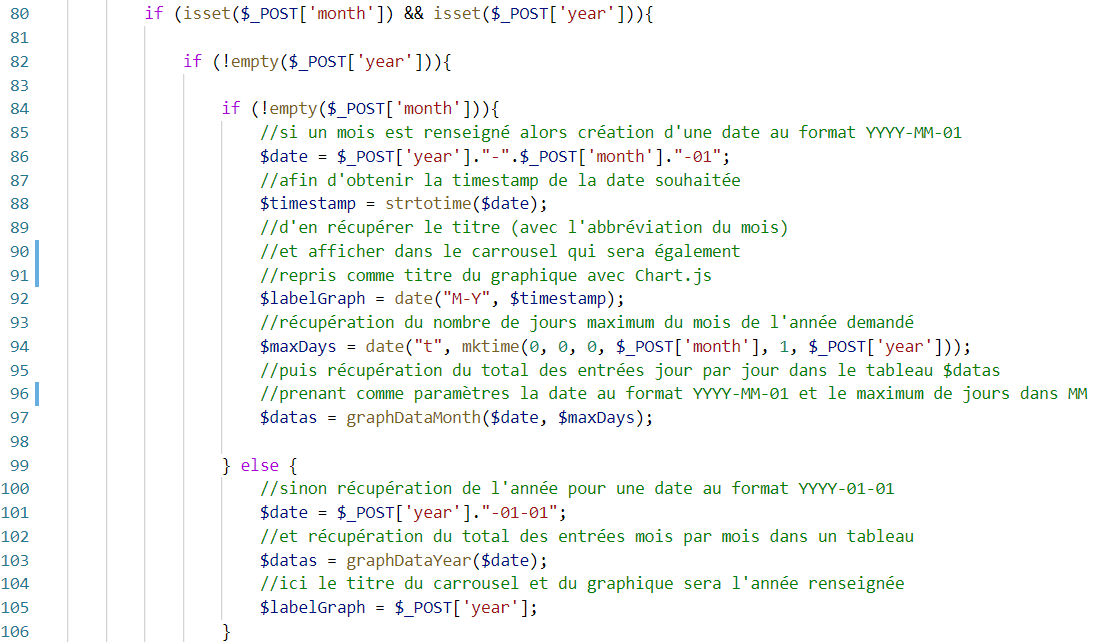 80 if (isset($_POST['month']) && isset($_POST['year'])){
81
82 if (!empty($_POST['year'])){
83
84 if (!empty($_POST['month'])){
85 //si un mois est renseigné alors création d'une date au format YYYY-MM-01
86 $date = $_POST['year']."-".$_POST['month']."-01";
87 //afin d'obtenir la timestamp de la date souhaitée
88 $timestamp = strtotime($date);
89 //d'en récupérer le titre (avec l'abbréviation du mois)
90 //et afficher dans le carrousel qui sera également
91 //repris comme titre du graphique avec Chart.js
92 $labelGraph = date("M-Y", $timestamp);
93 //récupération du nombre de jours maximum du mois de l'année demandé
94 $maxDays = date("t", mktime(0, 0, 0, $_POST['month'], 1, $_POST['year']));
95 //puis récupération du total des entrées jour par jour dans le tableau $datas
96 //prenant comme paramètres la date au format YYYY-MM-01 et le maximum de jours dans MM
97 $datas = graphDataMonth($date, $maxDays);
98
99 } else {
100 //sinon récupération de l'année pour une date au format YYYY-01-01
101 $date = $_POST['year']."-01-01";
102 //et récupération du total des entrées mois par mois dans un tableau
103 $datas = graphDataYear($date);
104 //ici le titre du carrousel et du graphique sera l'année renseignée
105 $labelGraph = $_POST['year'];
106 }